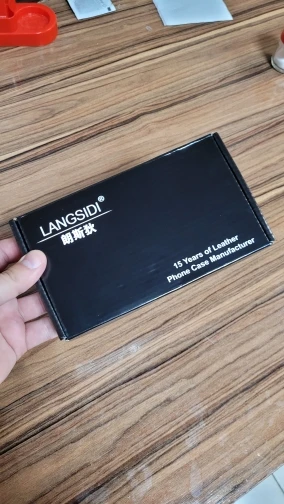 LANGSIDI®
朗斯狄
15 Years of Leather
Phone Case Manufacturer